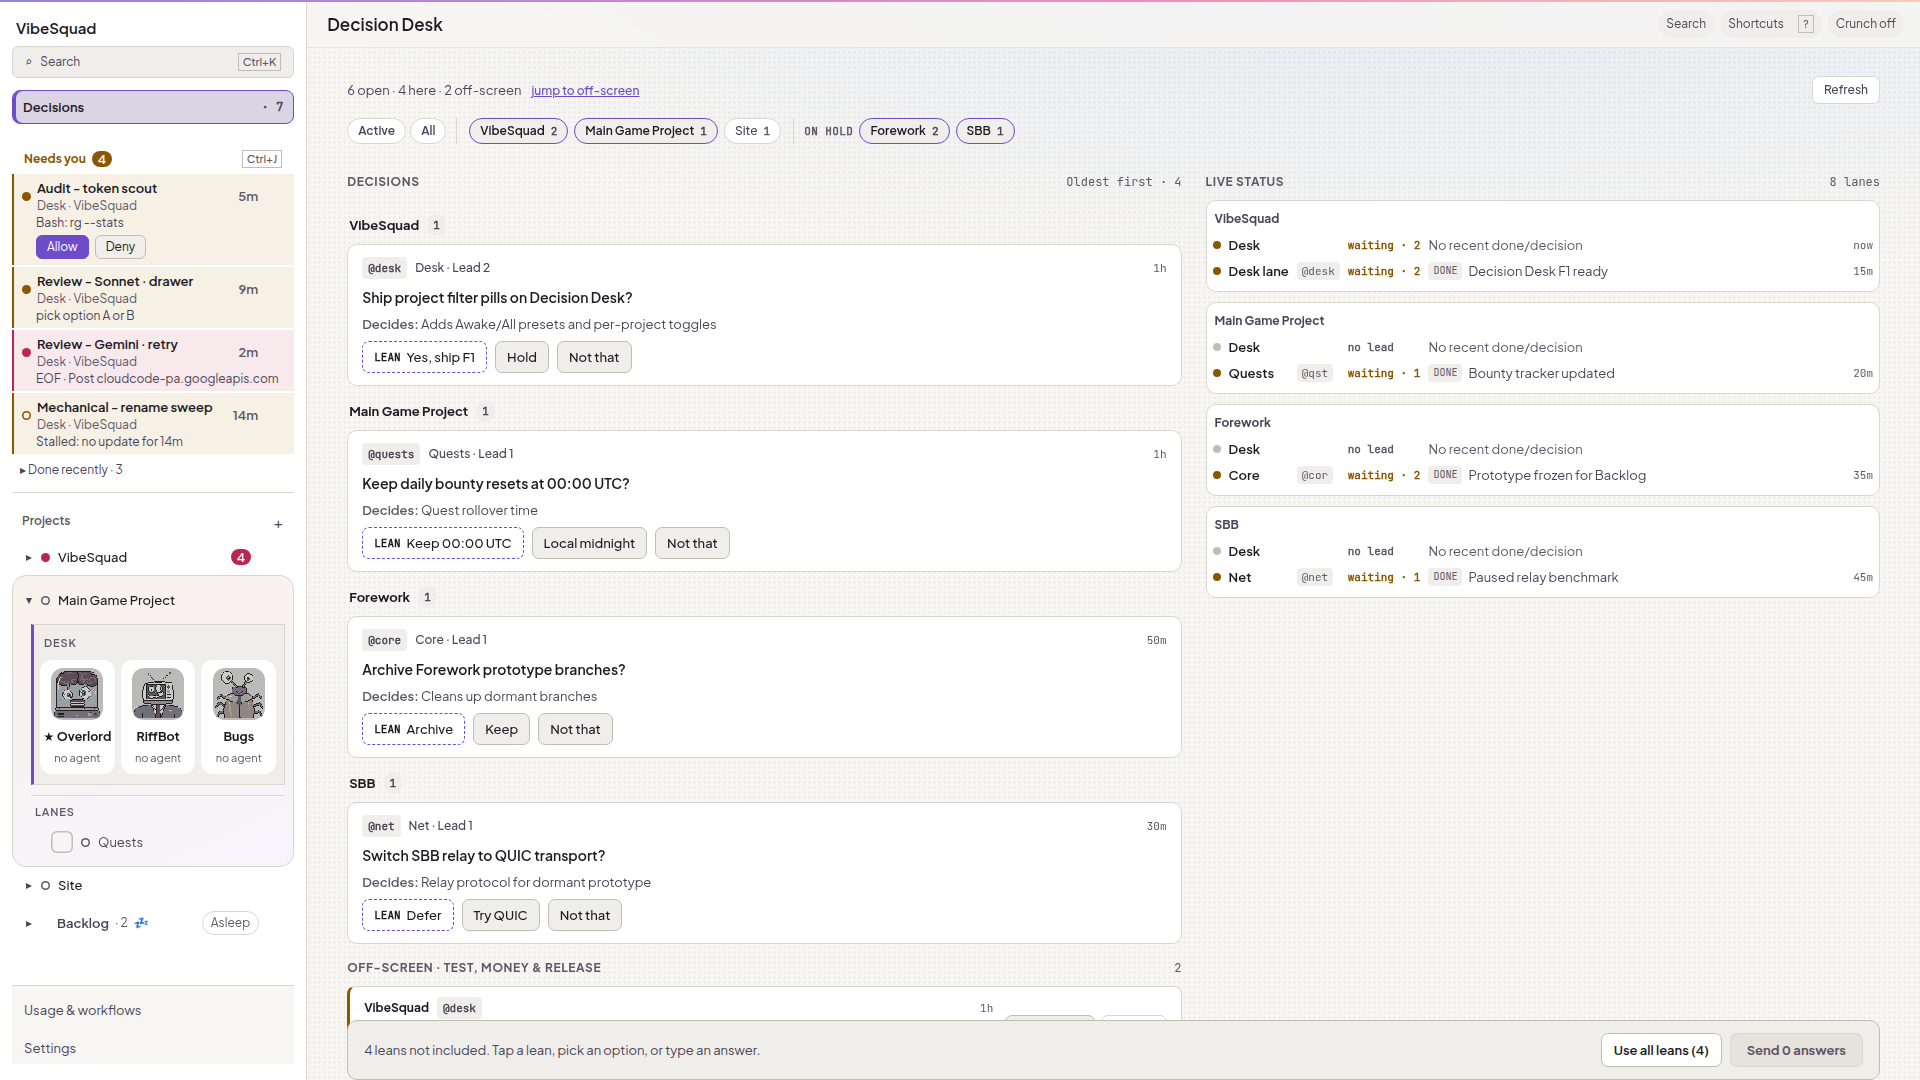 VibeSquad
Search Ctrl+K
Decisions · 7
Needs you 4 Ctrl+J
Audit – token scout 5m
Desk · VibeSquad
Bash: rg --stats
Allow Deny
Review – Sonnet · drawer 9m
Desk · VibeSquad
pick option A or B
Review – Gemini · retry 2m
Desk · VibeSquad
EOF · Post cloudcode-pa.googleapis.com
Mechanical – rename sweep 14m
Desk · VibeSquad
Stalled: no update for 14m
▸ Done recently · 3
Projects +
▸ VibeSquad 4
▾ Main Game Project
DESK
★ Overlord RiffBot Bugs
no agent no agent no agent
LANES
Quests
▸ Site
▸ Backlog · 2 💤 Asleep
Usage & workflows
Settings
Decision Desk
Search Shortcuts ? Crunch off
6 open · 4 here · 2 off-screen jump to off-screen
Refresh
Active All VibeSquad 2 Main Game Project 1 Site 1 ON HOLD Forework 2 SBB 1
DECISIONS Oldest first · 4
VibeSquad 1
@desk Desk · Lead 2 1h
Ship project filter pills on Decision Desk?
Decides: Adds Awake/All presets and per-project toggles
LEAN Yes, ship F1 Hold Not that
Main Game Project 1
@quests Quests · Lead 1 1h
Keep daily bounty resets at 00:00 UTC?
Decides: Quest rollover time
LEAN Keep 00:00 UTC Local midnight Not that
Forework 1
@core Core · Lead 1 50m
Archive Forework prototype branches?
Decides: Cleans up dormant branches
LEAN Archive Keep Not that
SBB 1
@net Net · Lead 1 30m
Switch SBB relay to QUIC transport?
Decides: Relay protocol for dormant prototype
LEAN Defer Try QUIC Not that
OFF-SCREEN · TEST, MONEY & RELEASE 2
VibeSquad @desk 1h
LIVE STATUS 8 lanes
VibeSquad
Desk waiting · 2 No recent done/decision now
Desk lane @desk waiting · 2 DONE Decision Desk F1 ready 15m
Main Game Project
Desk no lead No recent done/decision
Quests @qst waiting · 1 DONE Bounty tracker updated 20m
Forework
Desk no lead No recent done/decision
Core @cor waiting · 2 DONE Prototype frozen for Backlog 35m
SBB
Desk no lead No recent done/decision
Net @net waiting · 1 DONE Paused relay benchmark 45m
4 leans not included. Tap a lean, pick an option, or type an answer.
Use all leans (4) Send 0 answers